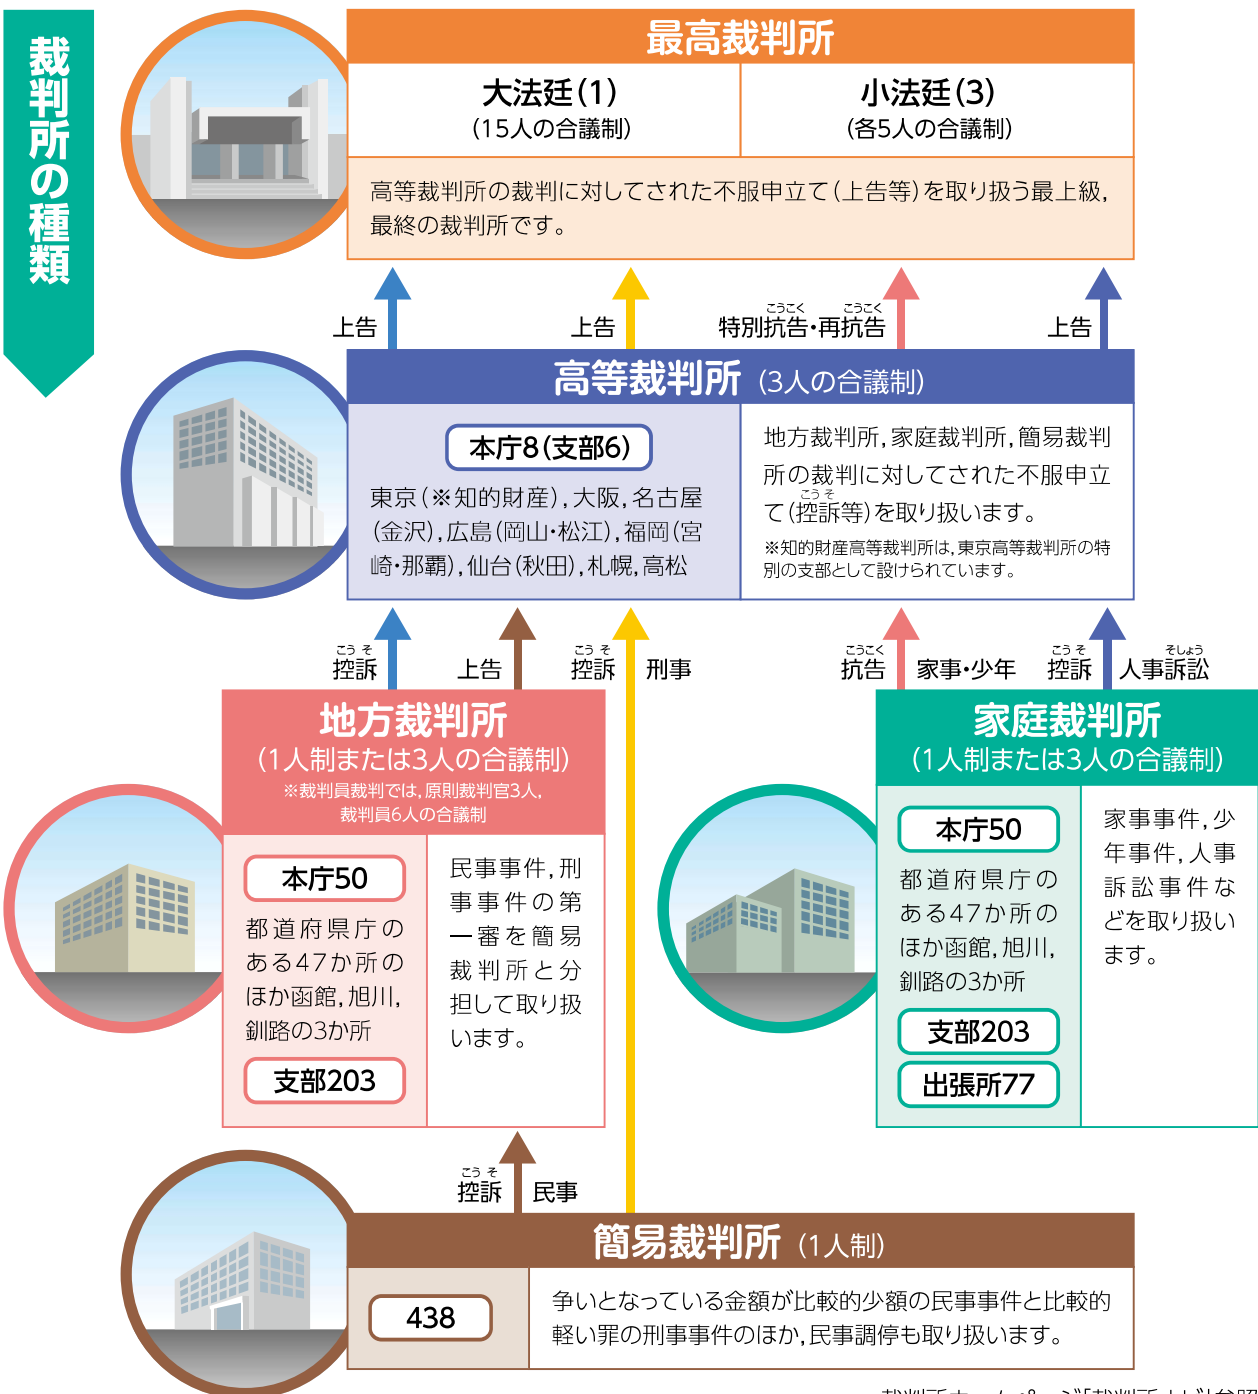 裁判所の種類
最高裁判所
大法廷(1)
(15人の合議制)
小法廷(3)
(各5人の合議制)
高等裁判所の裁判に対してされた不服申立て(上告等)を取り扱う最上級,
最終の裁判所です。
上告
上告
こうこく こうこく
特別抗告・再抗告
上告
高等裁判所 (3人の合議制)
本庁8(支部6)
東京(※知的財産),大阪,名古屋
(金沢),広島(岡山・松江),福岡(宮
崎・那覇),仙台(秋田),札幌,高松
地方裁判所,家庭裁判所,簡易裁判
所の裁判に対してされた不服申立
こうそ
て(控訴等)を取り扱います。
※知的財産高等裁判所は,東京高等裁判所の特
別の支部として設けられています。
こうそ
控訴
上告
こうそ
控訴 刑事
こうこく
抗告 家事・少年
こうそ そしょう
控訴 人事訴訟
地方裁判所
(1人制または3人の合議制)
※裁判員裁判では,原則裁判官3人,
裁判員6人の合議制
本庁50
都道府県庁の
ある47か所の
ほか函館,旭川,
釧路の3か所
支部203
民事事件,刑
事事件の第
一審を簡易
裁判所と分
担して取り扱
います。
家庭裁判所
(1人制または3人の合議制)
本庁50
都道府県庁の
ある47か所の
ほか函館,旭川,
釧路の3か所
支部203
出張所77
家事事件,少
年事件,人事
訴訟事件な
どを取り扱い
ます。
こうそ
控訴 民事
簡易裁判所 (1人制)
438
争いとなっている金額が比較的少額の民事事件と比較的
軽い罪の刑事事件のほか,民事調停も取り扱います。